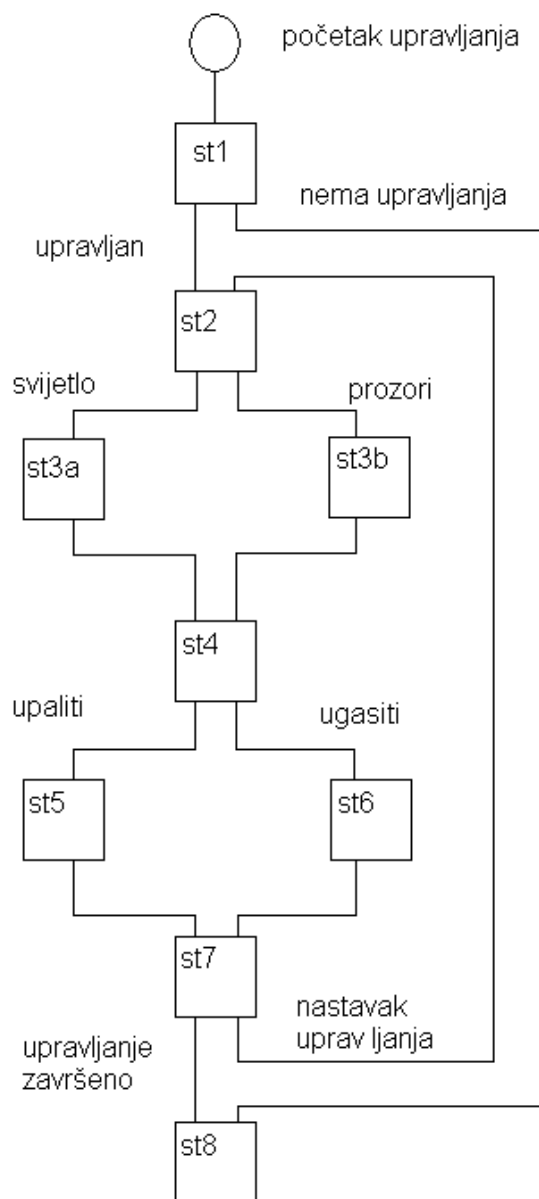 početak upravljanja
st1
nema upravljanja
upravljan
st2
svijetlo
prozori
st3a
st3b
st4
upaliti
ugasiti
st5
st6
st7
nastavak
uprav ljanja
upravljanje
završeno
st8